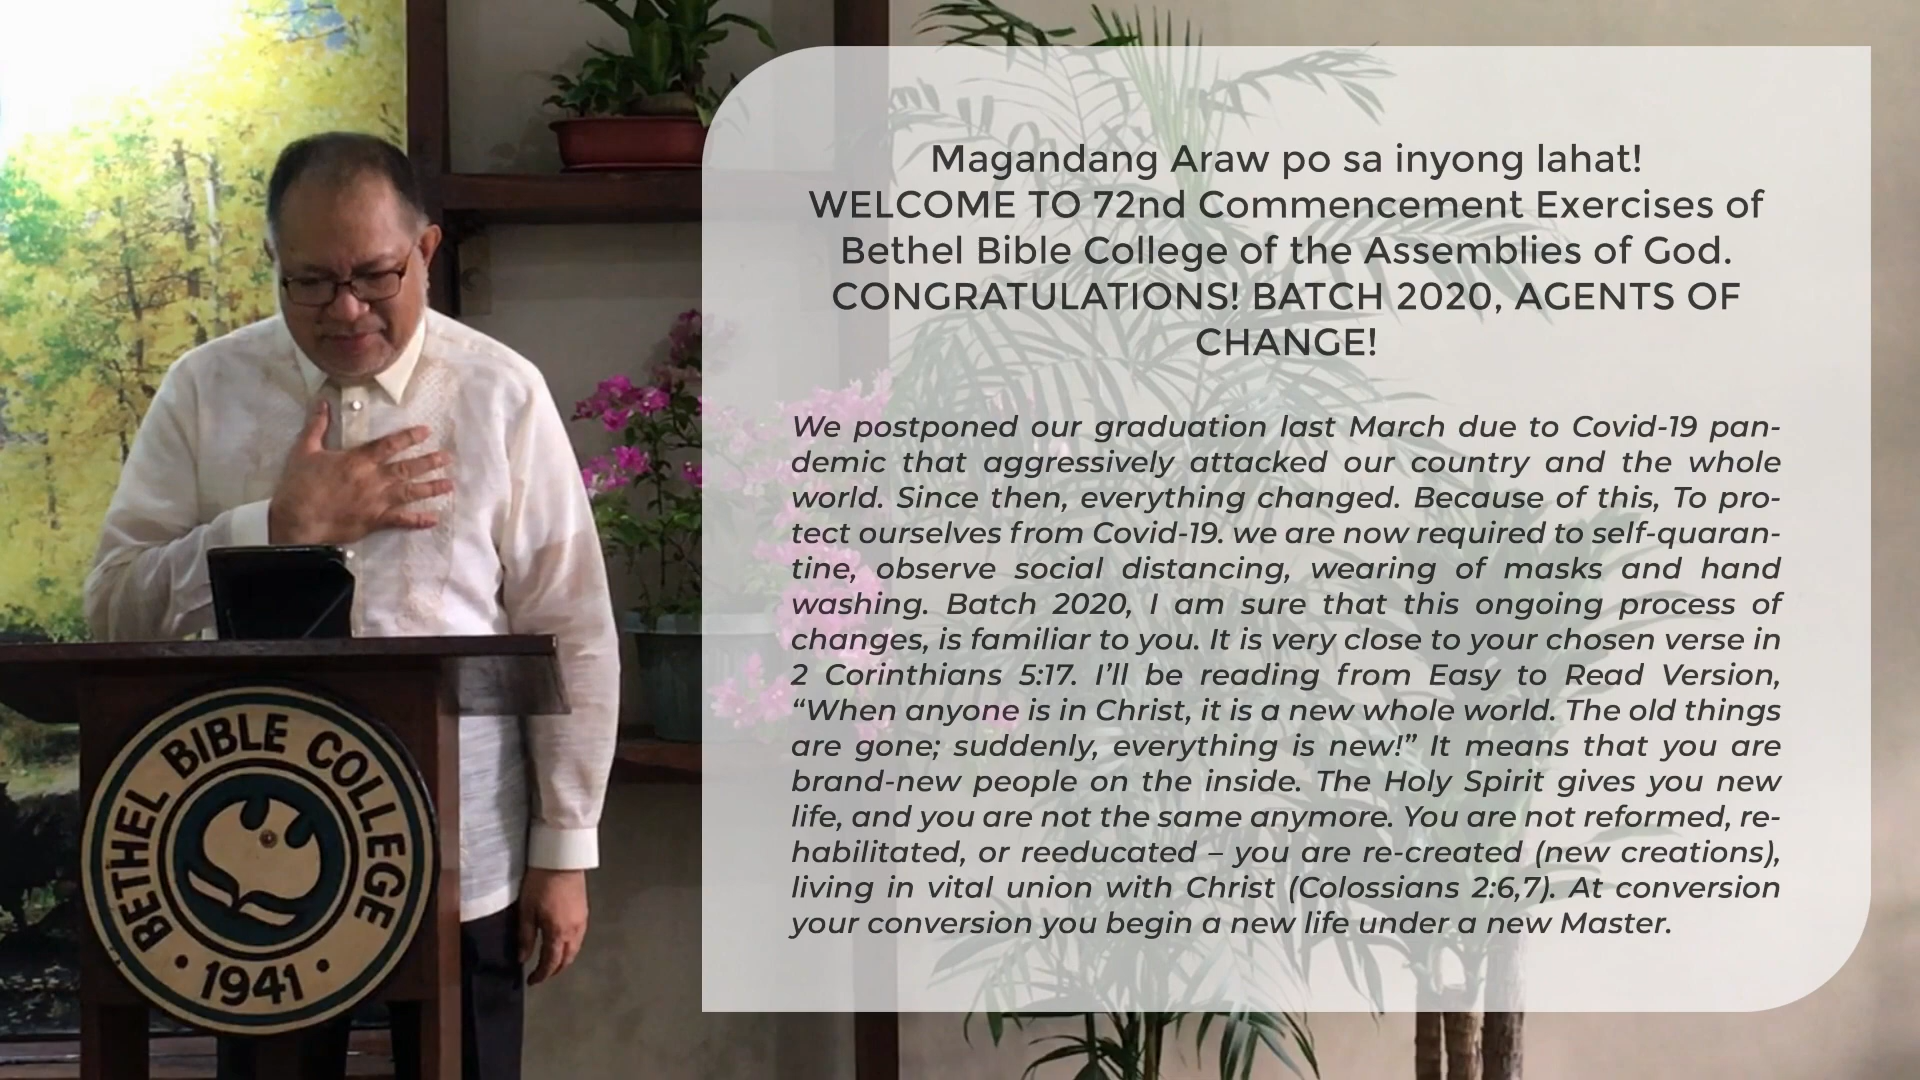 Magandang Araw po sa inyong lahat!
WELCOME TO 72nd Commencement Exercises of
Bethel Bible College of the Assemblies of God.
CONGRATULATIONS! BATCH 2020, AGENTS OF
CHANGE!
We postponed our graduation last March due to Covid-19 pan-
demic that aggressively attacked our country and the whole
world. Since then, everything changed. Because of this, To pro-
tect ourselves from Covid-19. we are now required to self-quaran-
tine, observe social distancing, wearing of masks and hand
washing. Batch 2020, I am sure that this ongoing process of
changes, is familiar to you. It is very close to your chosen verse in
2 Corinthians 5:17. I’ll be reading from Easy to Read Version,
“When anyone is in Christ, it is a new whole world. The old things
are gone; suddenly, everything is new!” It means that you are
brand-new people on the inside. The Holy Spirit gives you new
life, and you are not the same anymore. You are not reformed, re-
habilitated, or reeducated – you are re-created (new creations),
living in vital union with Christ (Colossians 2:6,7). At conversion
your conversion you begin a new life under a new Master.
BETHEL BIBLE COLLEGE
• 1941 •